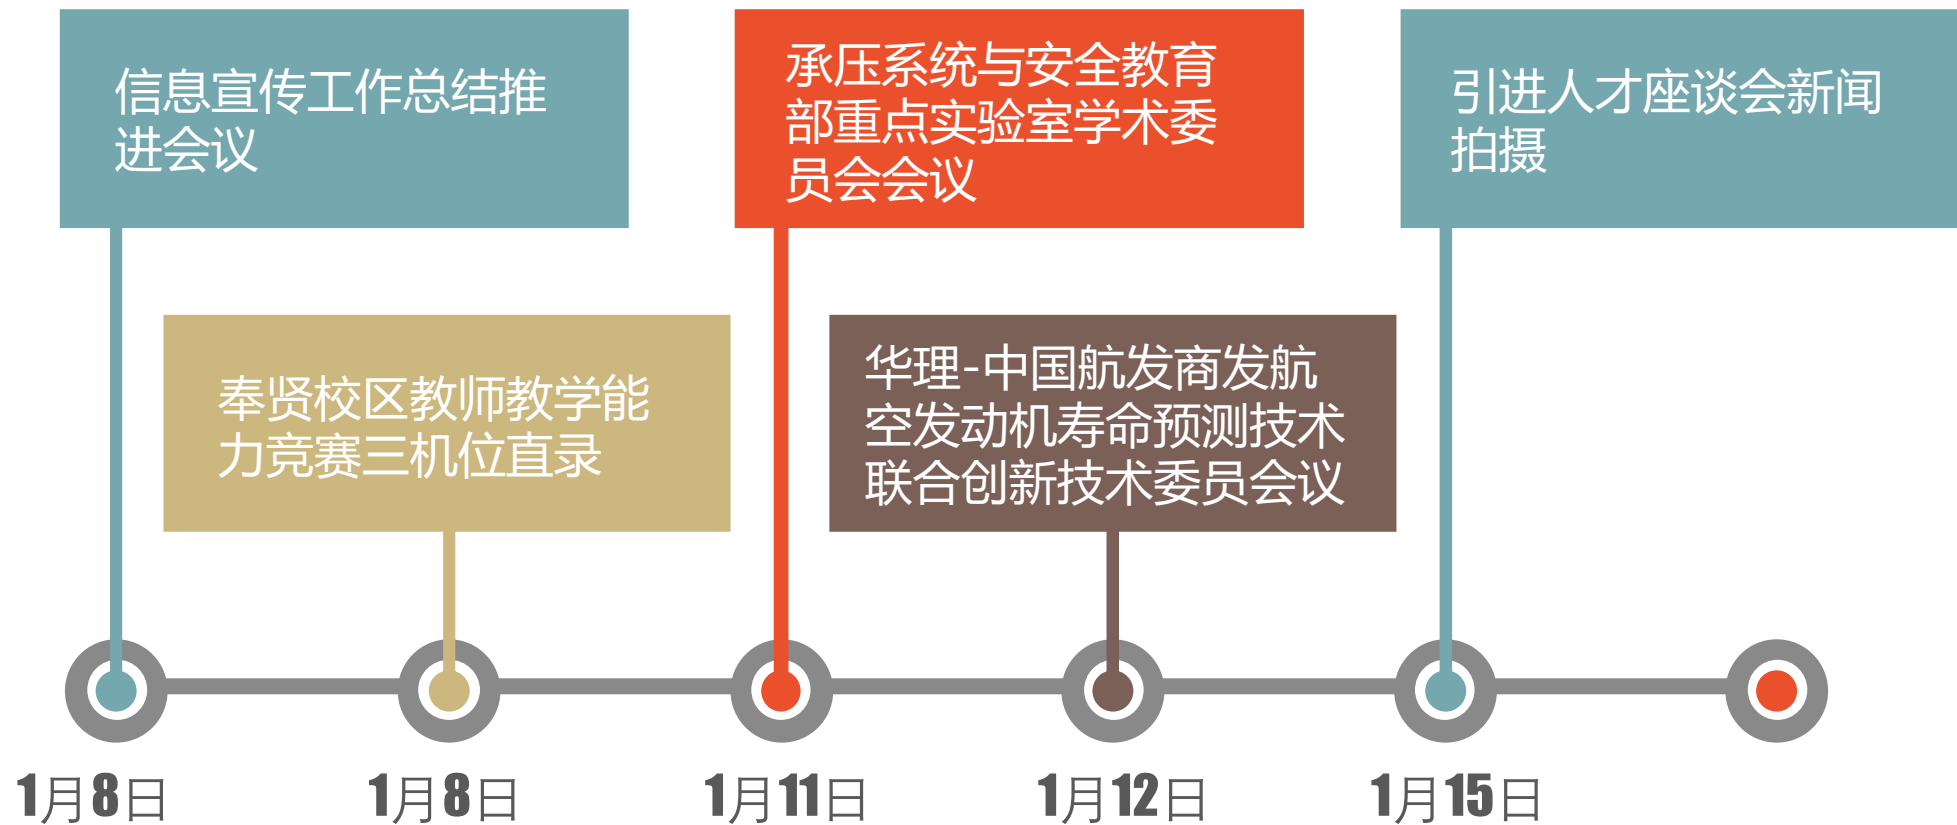 信息宣传工作总结推
进会议
承压系统与安全教育
部重点实验室学术委
员会会议
引进人才座谈会新闻
拍摄
奉贤校区教师教学能
力竞赛三机位直录
华理-中国航发商发航
空发动机寿命预测技术
联合创新技术委员会议
1月8日
1月8日
1月11日
1月12日
1月15日